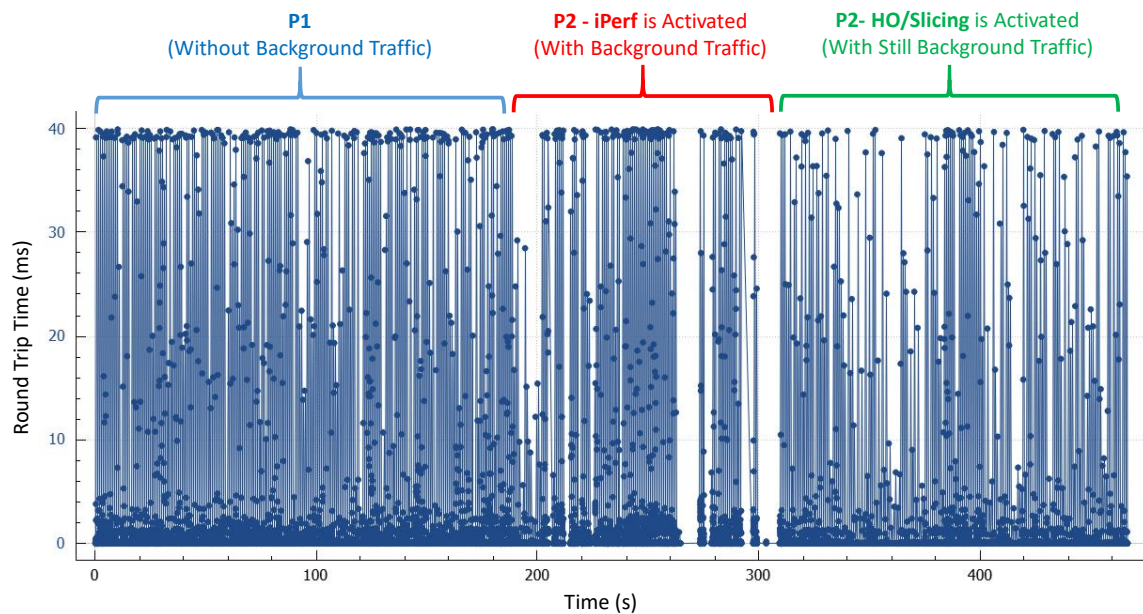 P1
(Without Background Traffic)
P2 - iPerf is Activated
(With Background Traffic)
P2- HO/Slicing is Activated
(With Still Background Traffic)
Round Trip Time (ms)
40
30
20
10
0
0
100
200
300
400
Time (s)